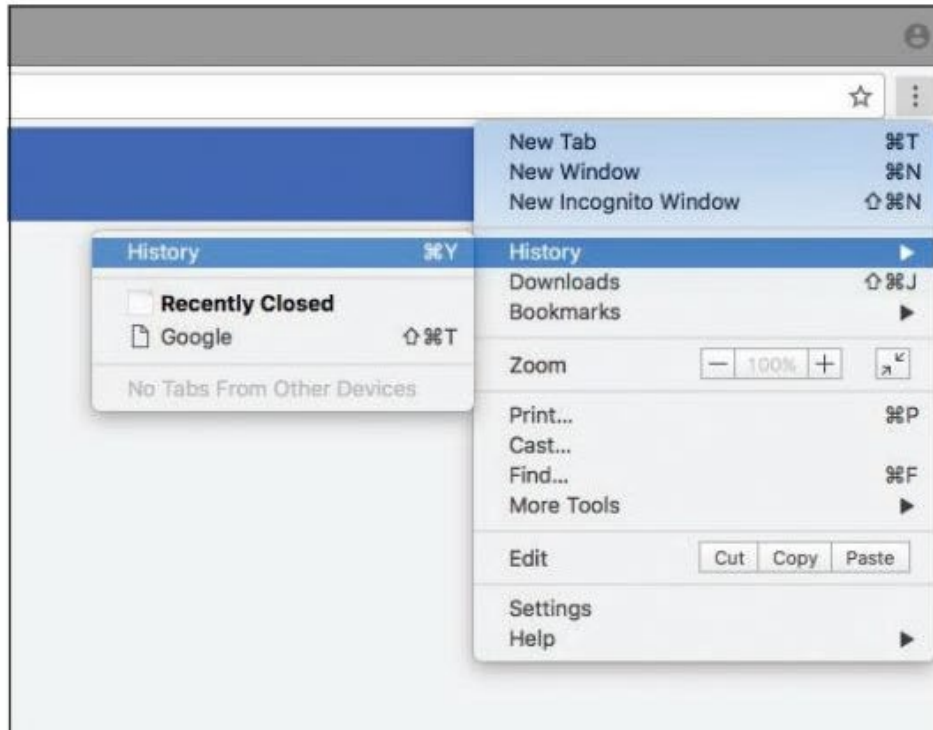 New Tab ⌘T
New Window ⌘N
New Incognito Window ⇧⌘N
History ▶
History ⌘Y
Recently Closed
Google ⇧⌘T
No Tabs From Other Devices
Downloads ⇧⌘J
Bookmarks ▶
Zoom — 100% +
Print... ⌘P
Cast...
Find... ⌘F
More Tools ▶
Edit Cut Copy Paste
Settings
Help ▶